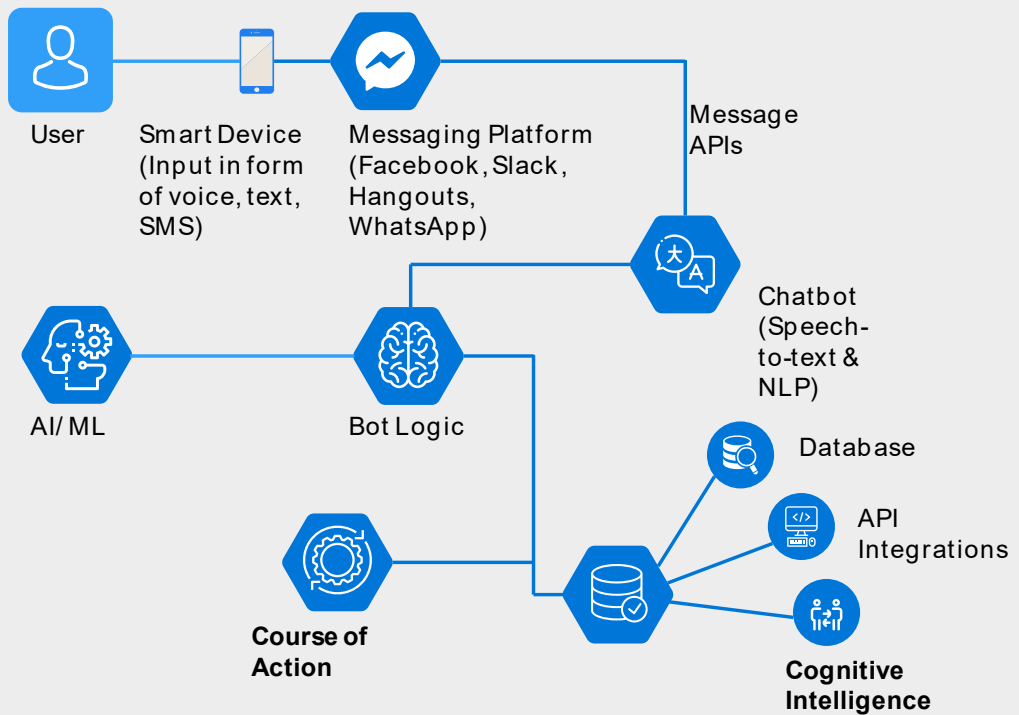 User
Smart Device
(Input in form
of voice, text,
SMS)
Messaging Platform
(Facebook, Slack,
Hangouts,
WhatsApp)
Message
APIs
大
A
Chatbot
(Speech-
to-text &
NLP)
AI/ ML
Bot Logic
Database
</>
API
Integrations
Course of
Action
Cognitive
Intelligence